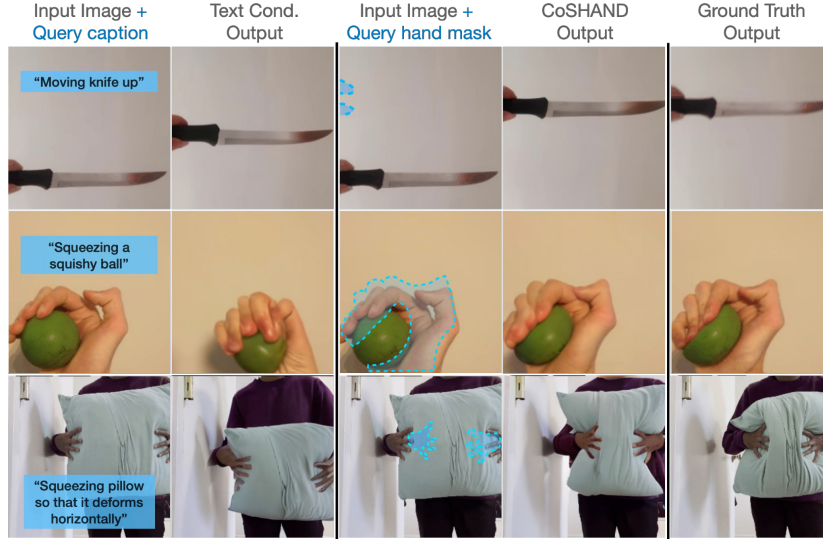 Input Image +
Query caption
Text Cond.
Output
Input Image +
Query hand mask
CoSHAND
Output
Ground Truth
Output
“Moving knife up”
“Squeezing a
squishy ball”
“Squeezing pillow
so that it deforms
horizontally”